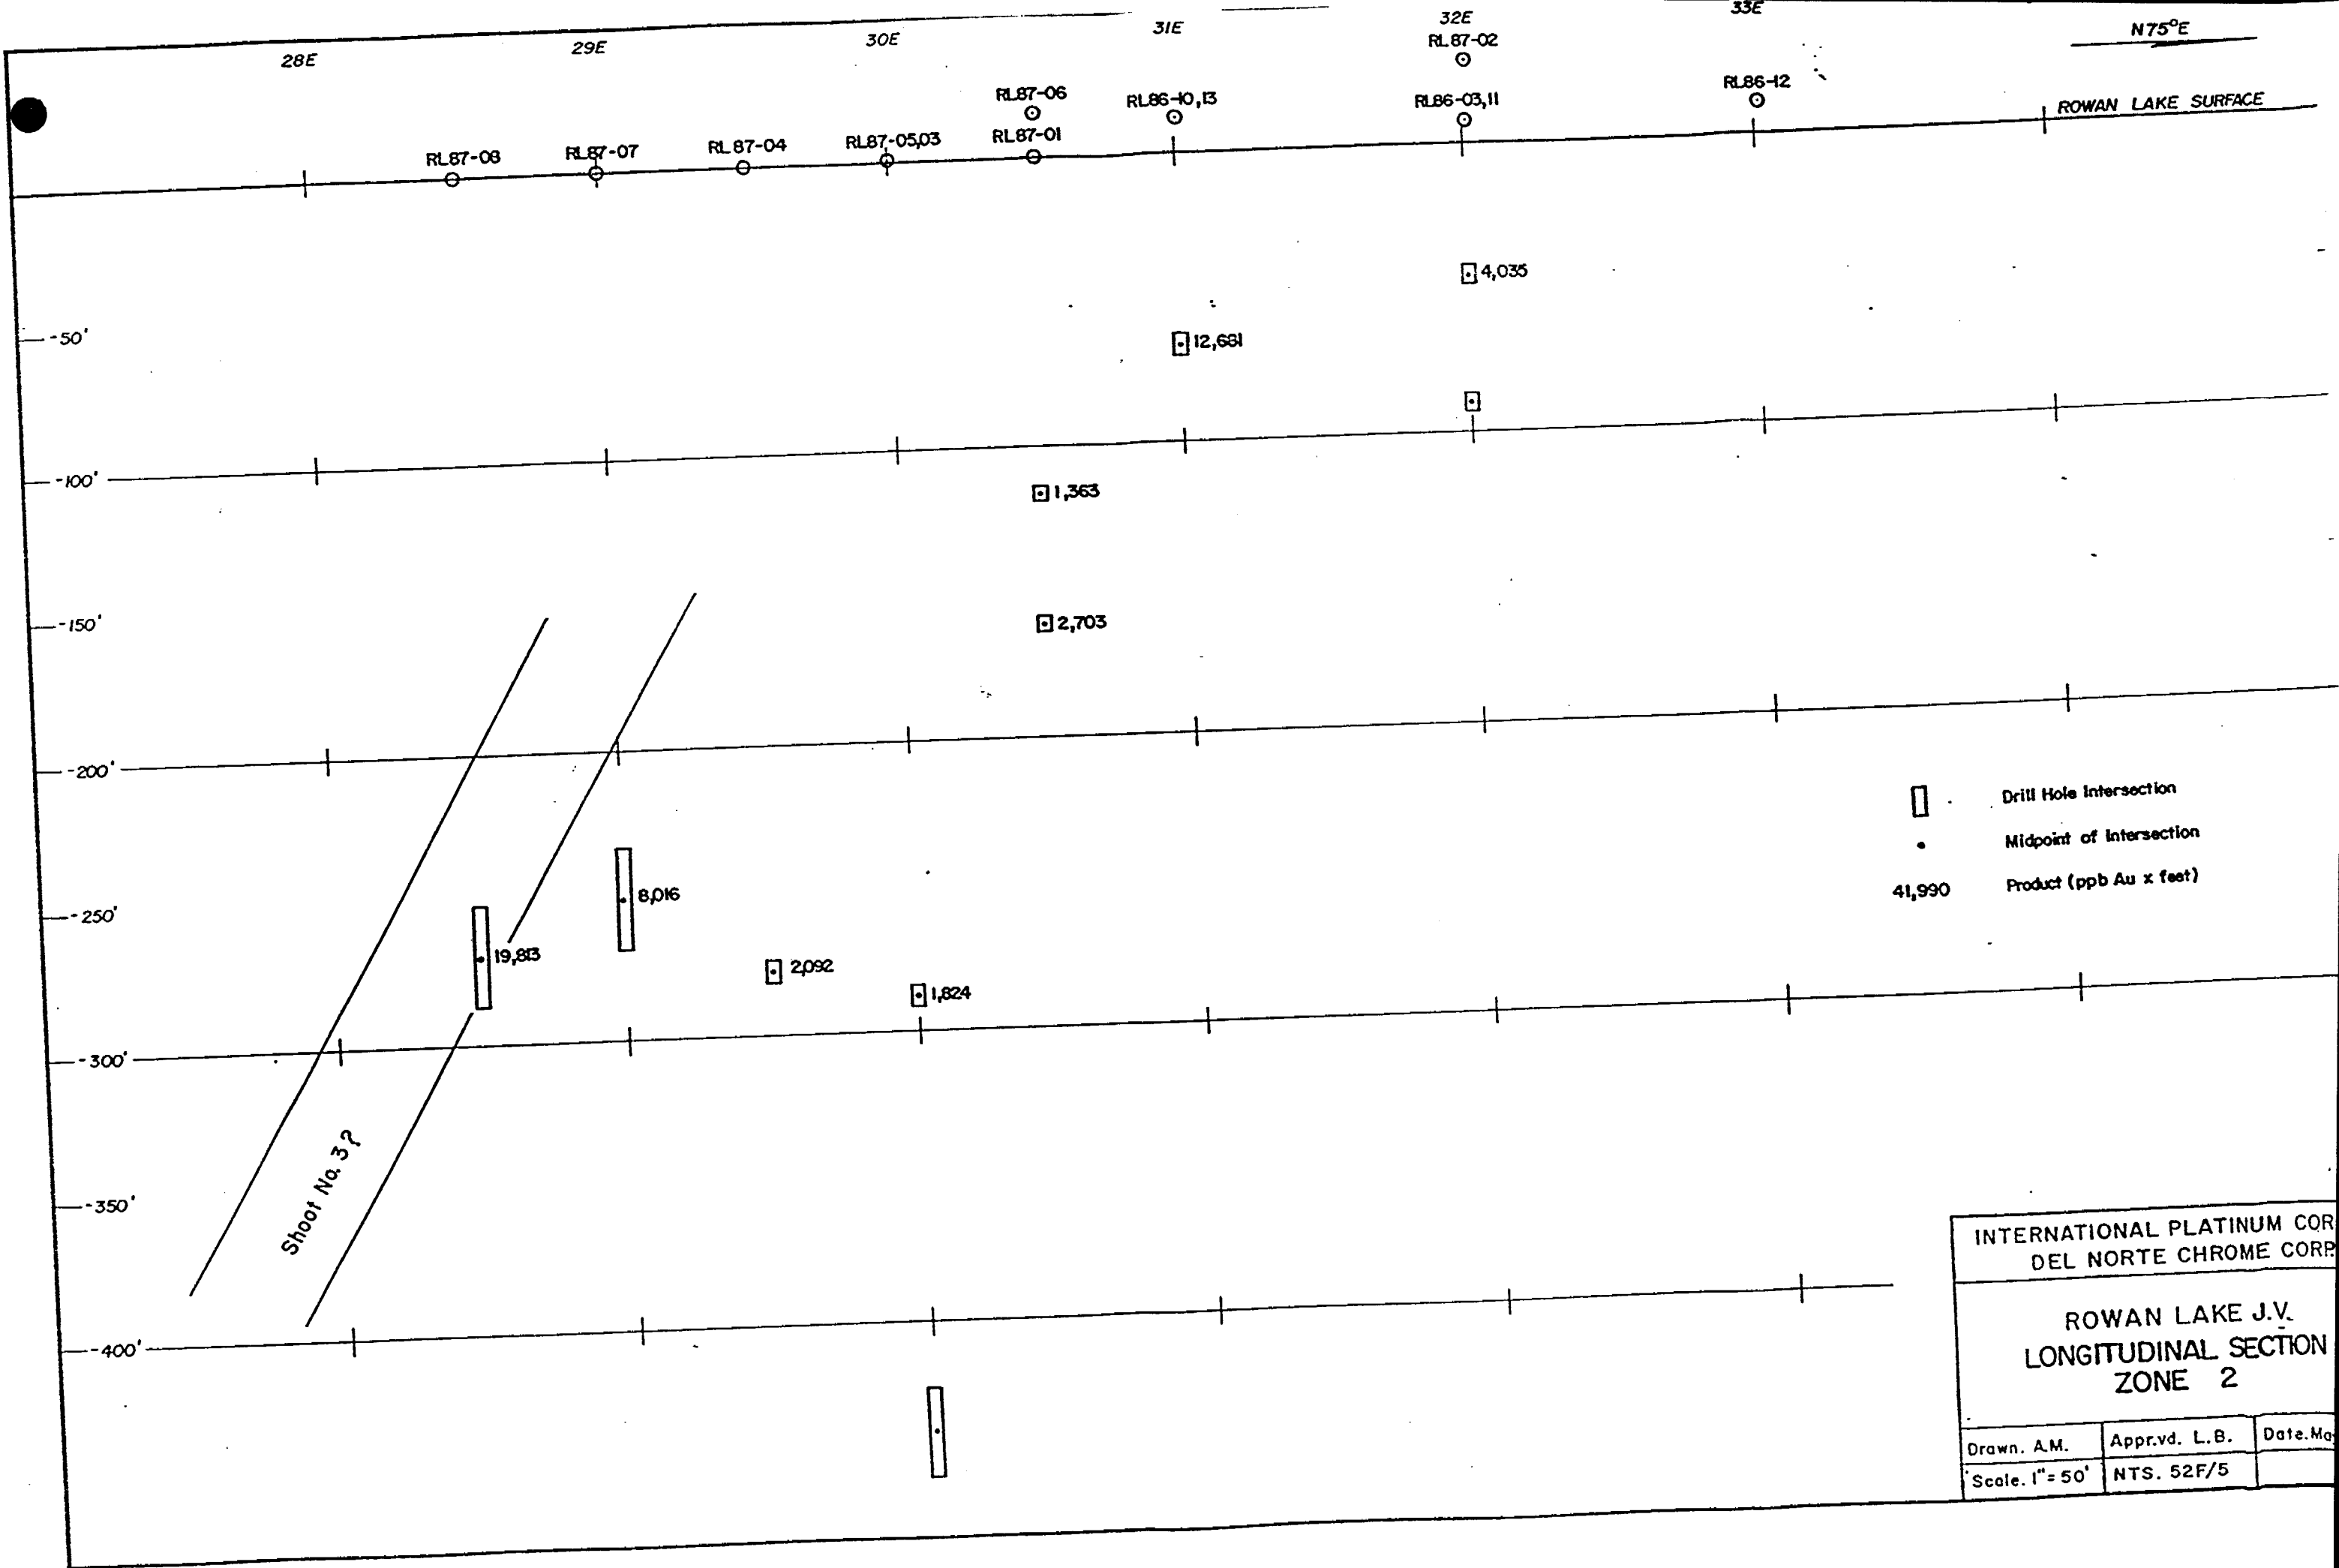 28E
29E
30E
31E
32E
33E
N75°E
RL87-02
RL87-06
RL86-10,13
RL86-03,11
RL86-12
ROWAN LAKE SURFACE
RL87-08
RL87-07
RL87-04
RL87-05,03
RL87-01
4,035
-50'
12,681
-100'
1,363
-150'
2,703
-200'
Drill Hole Intersection
Midpoint of Intersection
41,990 Product (ppb Au x feet)
8,016
-250'
19,813
2,092
1,824
-300'
Shoot No. 3?
-350'
-400'
INTERNATIONAL PLATINUM COR
DEL NORTE CHROME CORP.
ROWAN LAKE J.V.
LONGITUDINAL SECTION
ZONE 2
Drawn. A.M. Appr.vd. L.B. Date.
Scale. 1"=50' NTS. 52F/5